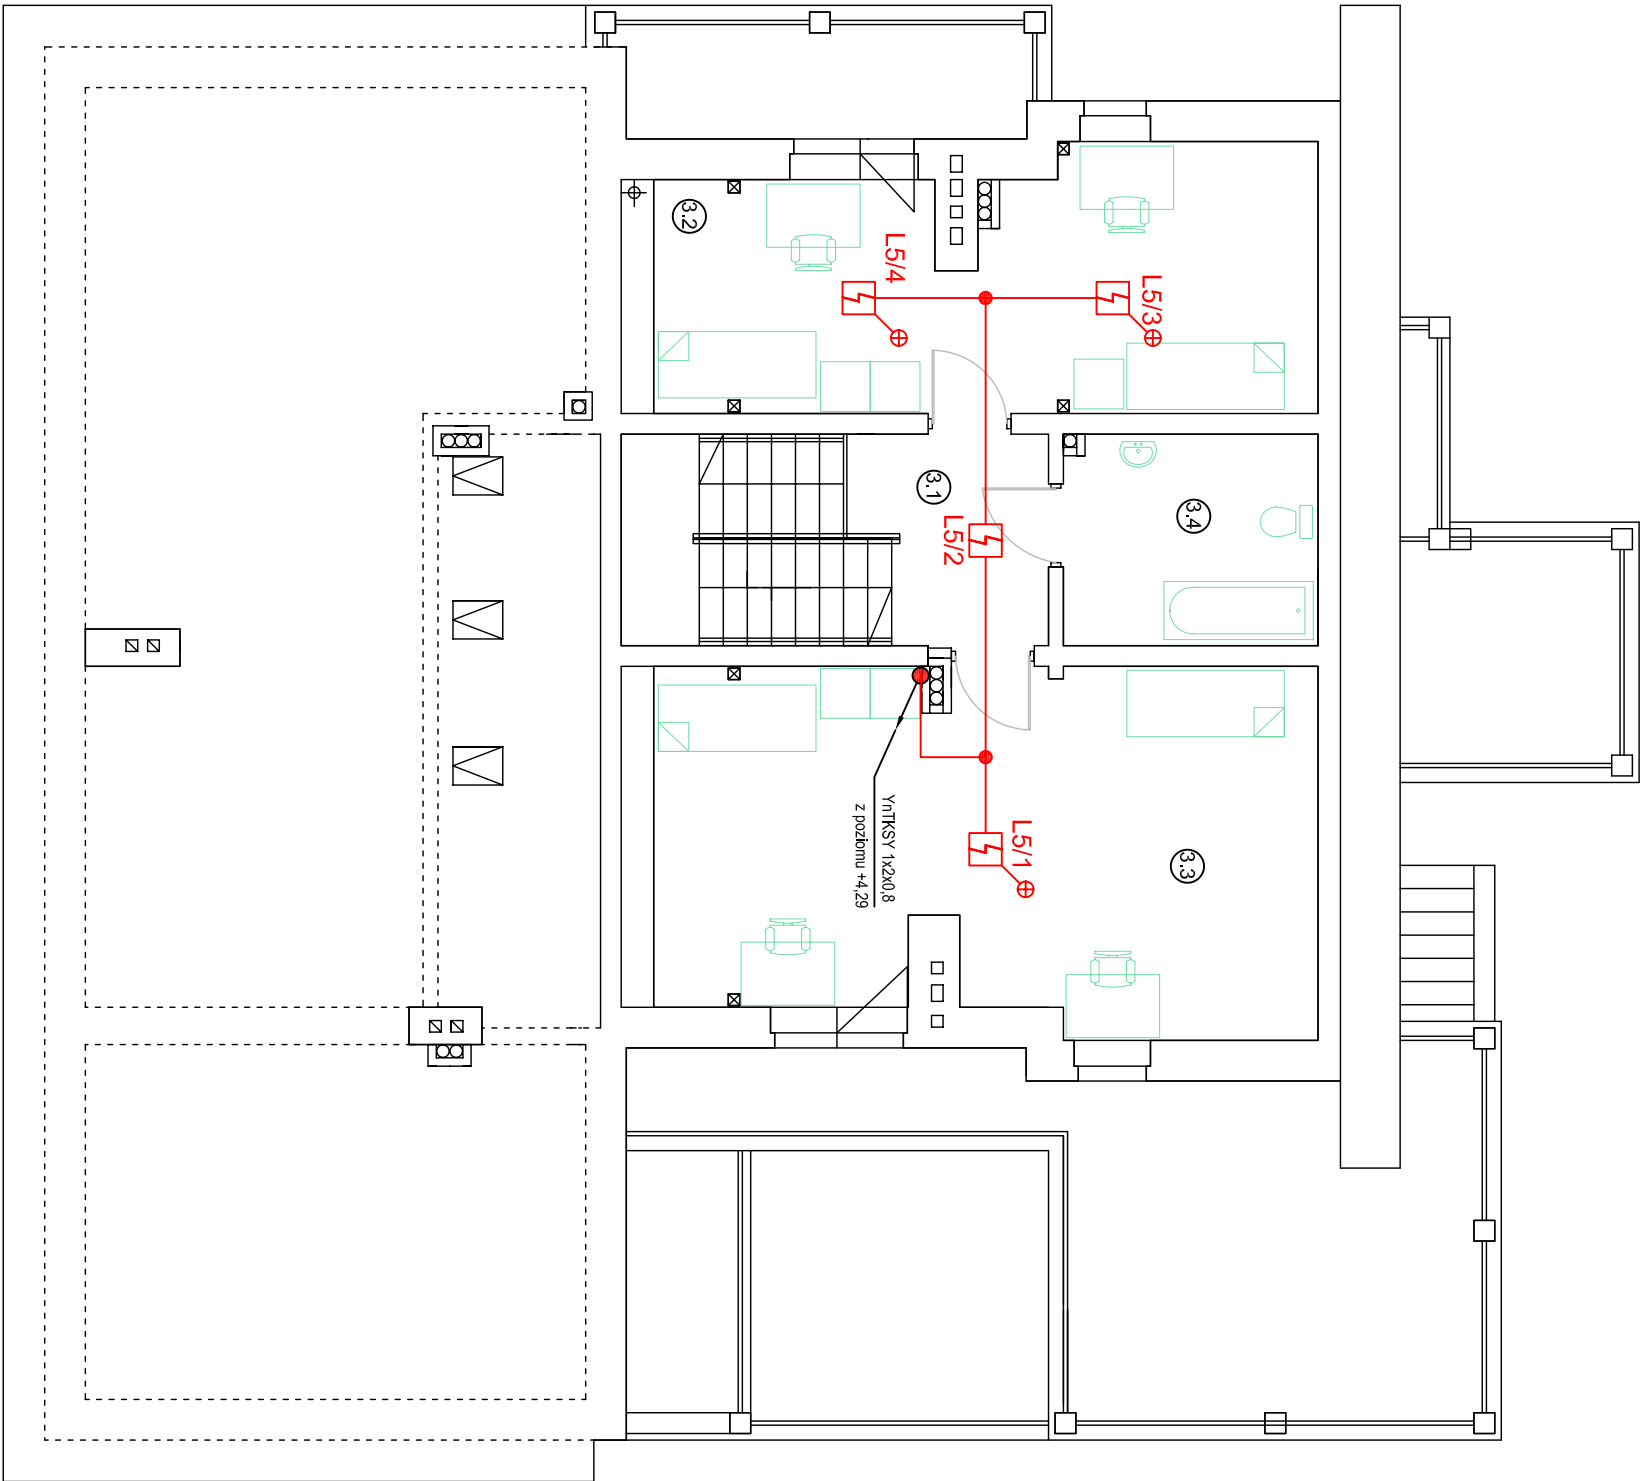 3.2
L5/4
L5/3
3.1
L5/2
3.4
YnTKSY 1x2x0,8
z poziomu +4,29
L5/1
3.3